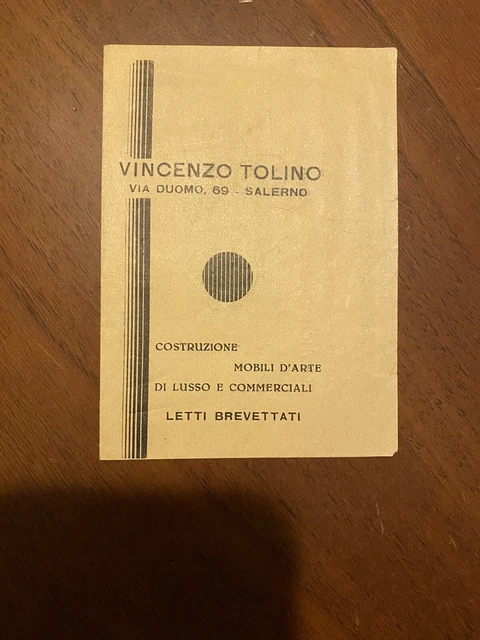 VINCENZO TOLINO
VIA DUOMO, 69 - SALERNO
COSTRUZIONE
MOBILI D'ARTE
DI LUSSO E COMMERCIALI
LETTI BREVETTATI